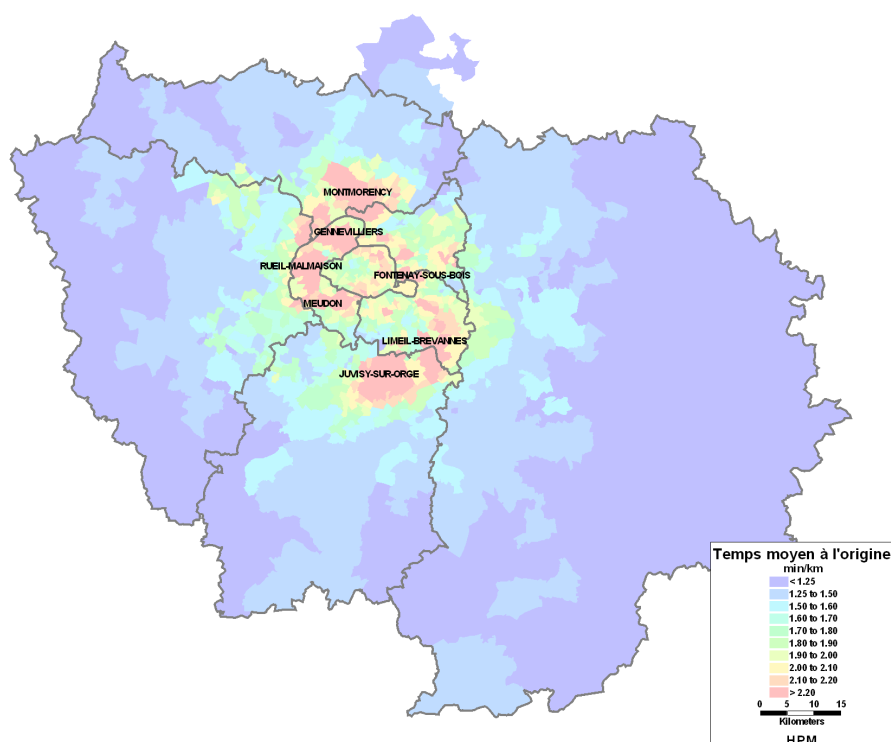 MONTMORENCY
GENNEVILLIERS
RUEIL-MALMAISON
FONTENAY-SOUS-BOIS
MEUDON
LIMEIL-BREVANNES
JUVISY-SUR-ORGE
Temps moyen à l'origine
min/km
< 1.25
1.25 to 1.50
1.50 to 1.60
1.60 to 1.70
1.70 to 1.80
1.80 to 1.90
1.90 to 2.00
2.00 to 2.10
2.10 to 2.20
> 2.20
0 5 10 15
Kilometers
HPM